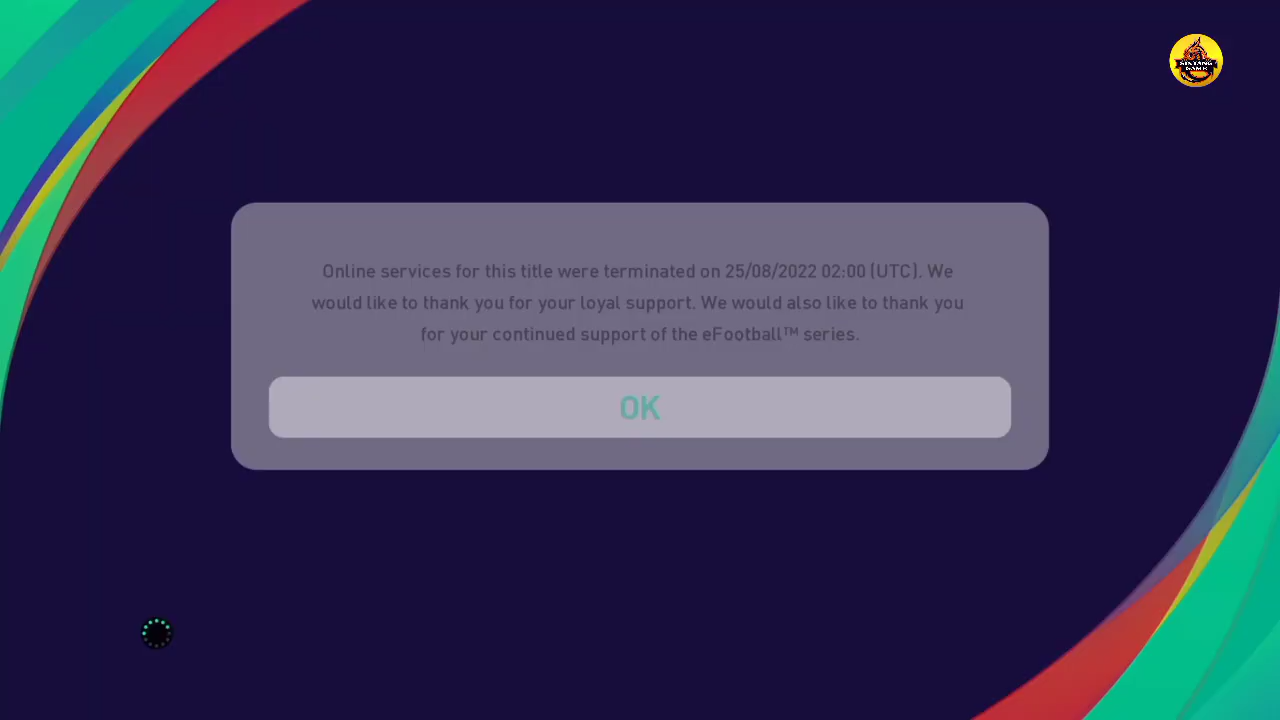 BINTANG
GAME
Online services for this title were terminated on 25/08/2022 02:00 (UTC). We
would like to thank you for your loyal support. We would also like to thank you
for your continued support of the eFootball™ series.
OK